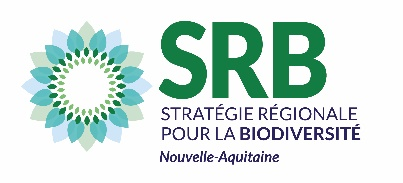 SRB
STRATÉGIE RÉGIONALE
POUR LA BIODIVERSITÉ
Nouvelle-Aquitaine